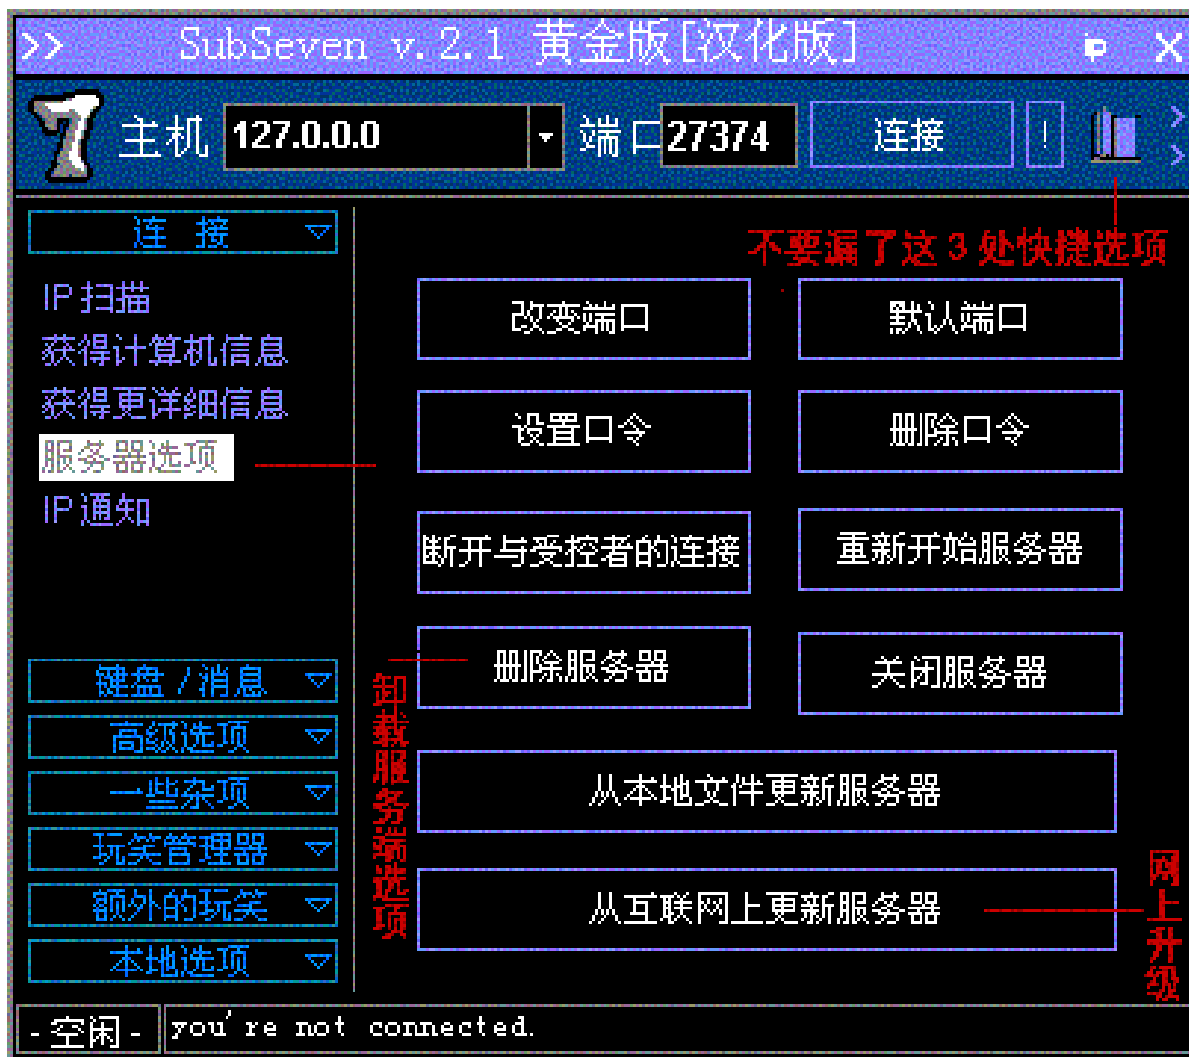 >> SubSeven v.2.1 黄金版[汉化版]
7 主机 127.0.0.0 端口 27374 连接 !
不要漏了这3处快捷选项
连 接
IP扫描
获得计算机信息
获得更详细信息
服务器选项
IP通知
键盘/消息
高级选项
一些杂项
玩笑管理器
额外的玩笑
本地选项
改变端口
默认端口
设置口令
删除口令
断开与受控者的连接
重新开始服务器
删除服务器
关闭服务器
卸载服务端选项
从本地文件更新服务器
从互联网上更新服务器
网上升级
-空闲- you're not connected.